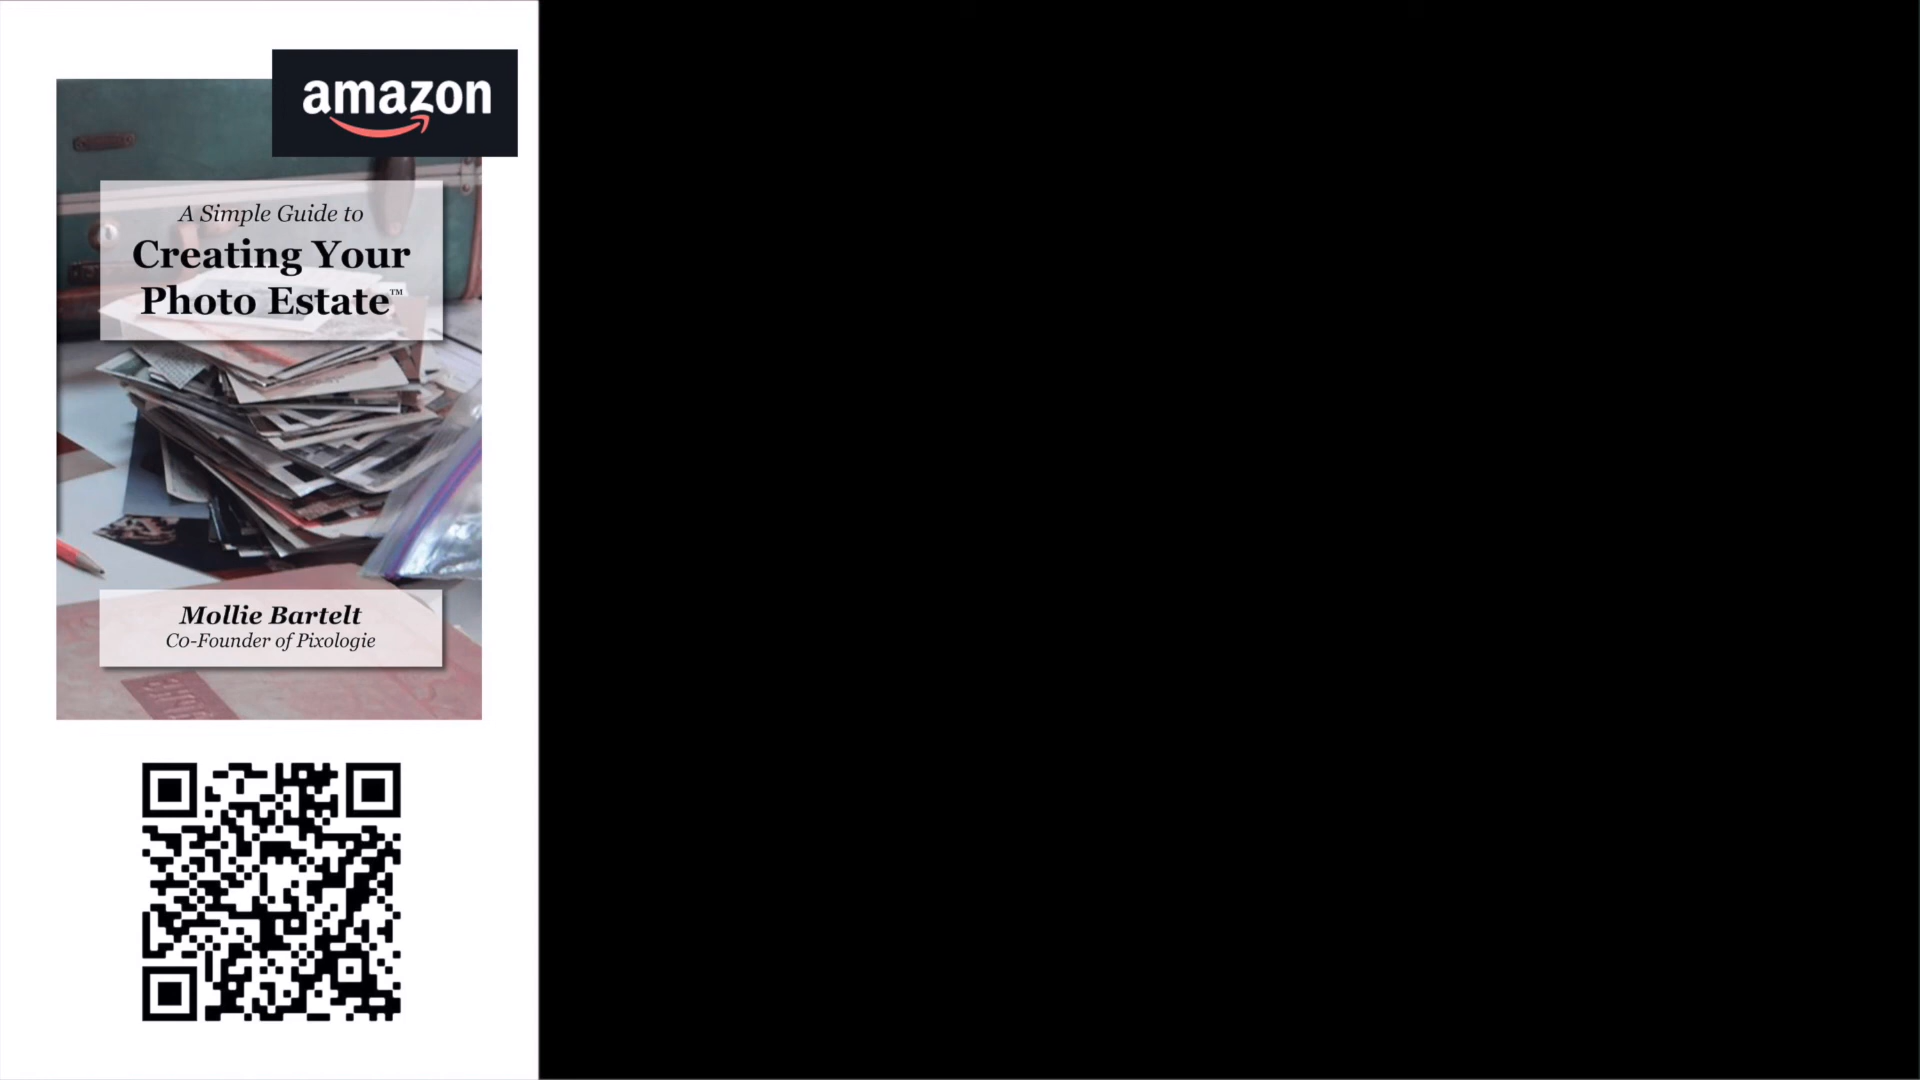 amazon
A Simple Guide to
Creating Your
Photo Estate™
Mollie Bartelt
Co-Founder of Pixologie